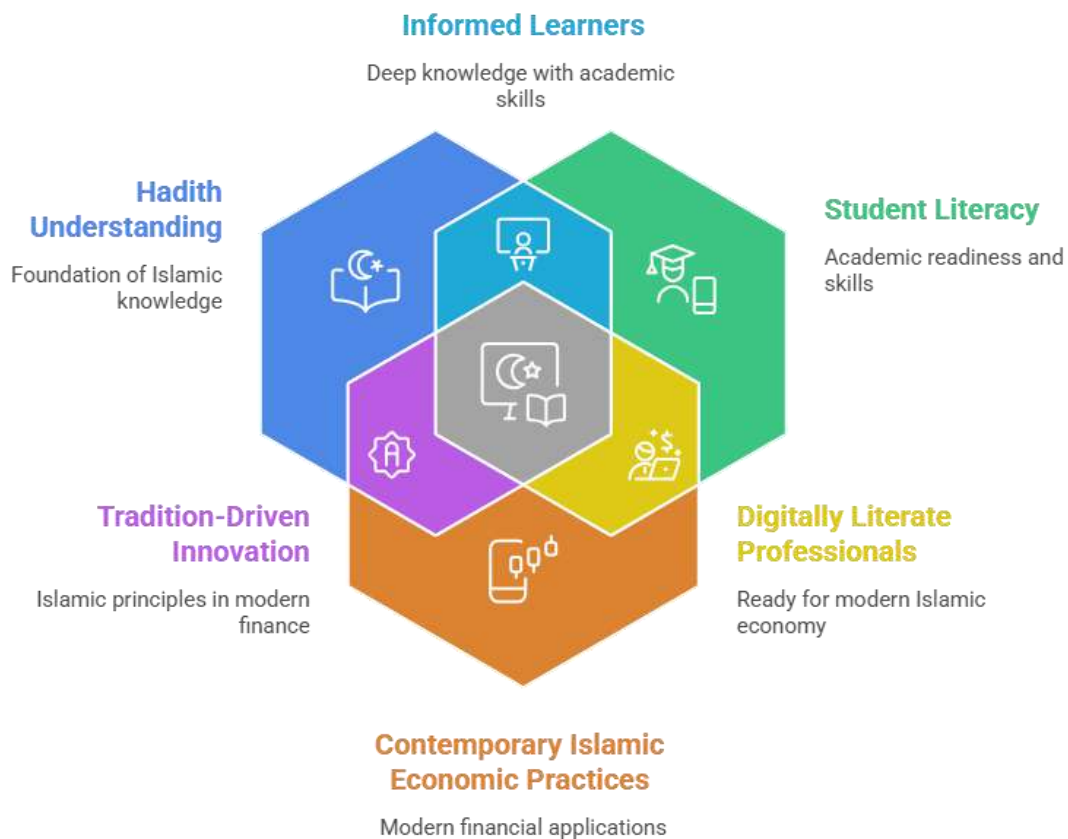 Informed Learners
Deep knowledge with academic
skills
Hadith
Understanding
Foundation of Islamic
knowledge
Student Literacy
Academic readiness and
skills
Tradition-Driven
Innovation
Islamic principles in modern
finance
Digitally Literate
Professionals
Ready for modern Islamic
economy
Contemporary Islamic
Economic Practices
Modern financial applications